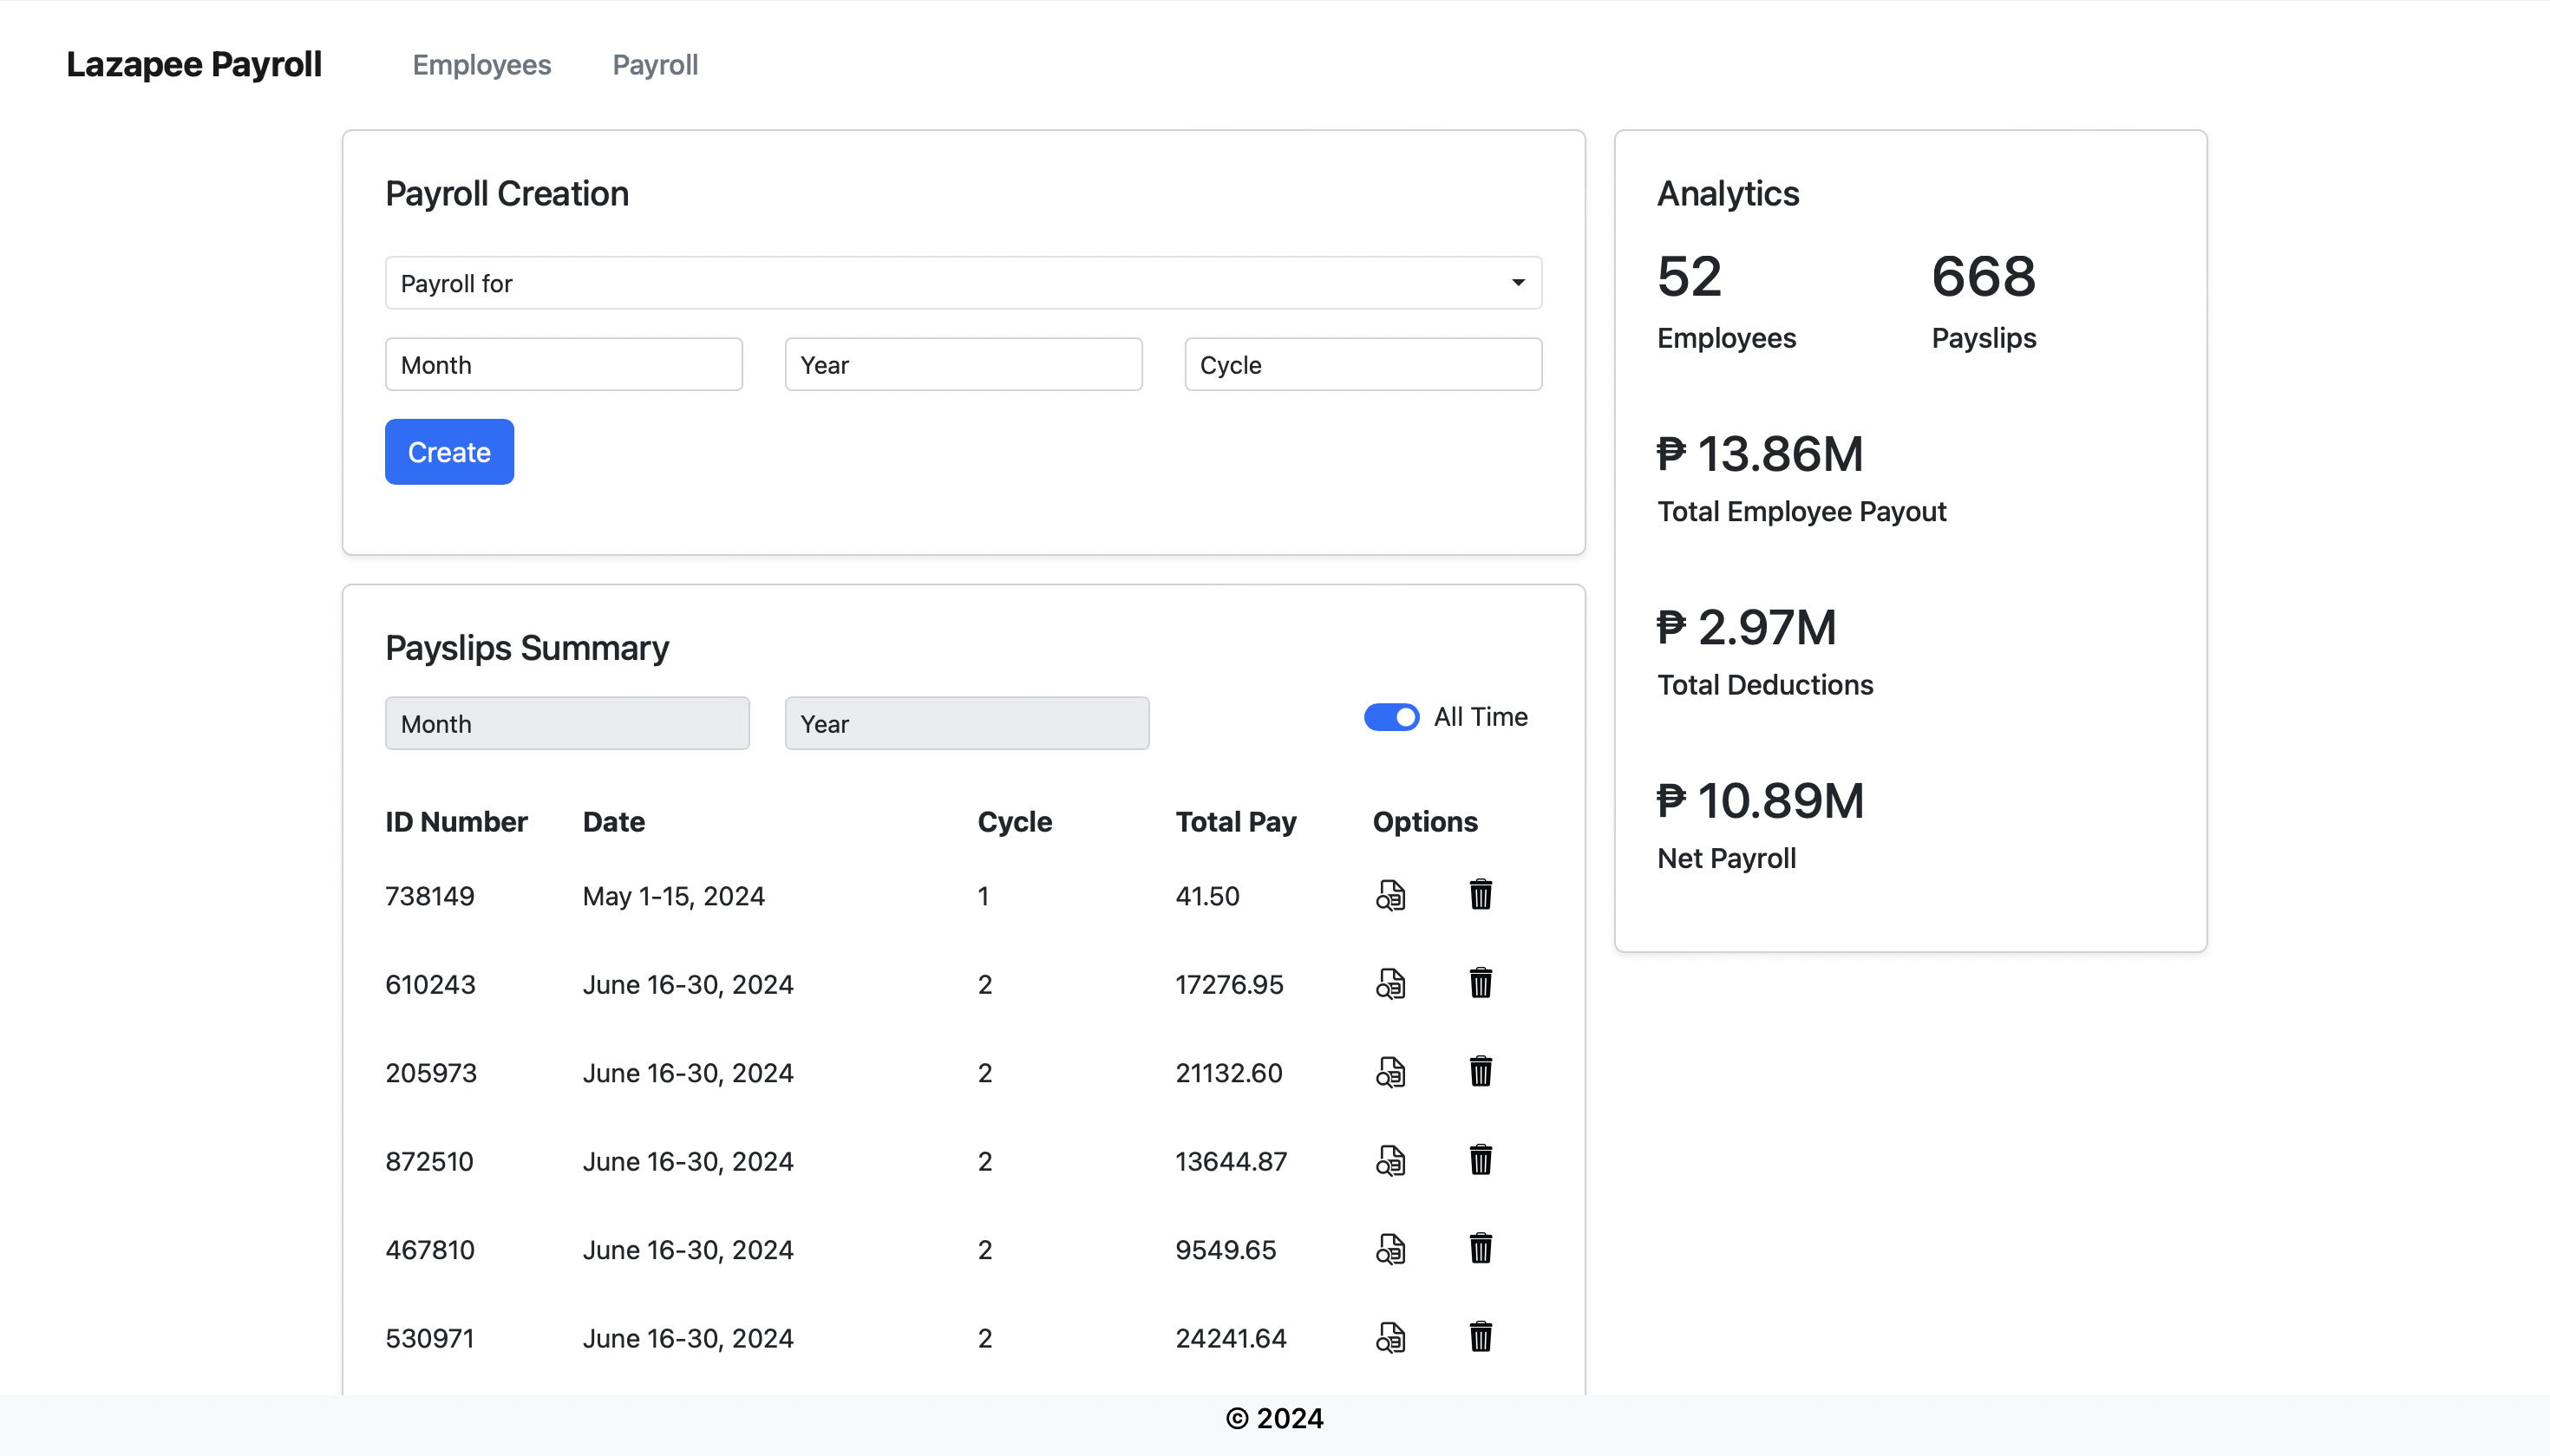 Lazapee Payroll Employees Payroll
Payroll Creation
Payroll for
Month Year Cycle
Create
Payslips Summary
Month Year All Time
ID Number Date Cycle Total Pay Options
738149 May 1-15, 2024 1 41.50
610243 June 16-30, 2024 2 17276.95
205973 June 16-30, 2024 2 21132.60
872510 June 16-30, 2024 2 13644.87
467810 June 16-30, 2024 2 9549.65
530971 June 16-30, 2024 2 24241.64
Analytics
52 668
Employees Payslips
₱ 13.86M
Total Employee Payout
₱ 2.97M
Total Deductions
₱ 10.89M
Net Payroll
© 2024